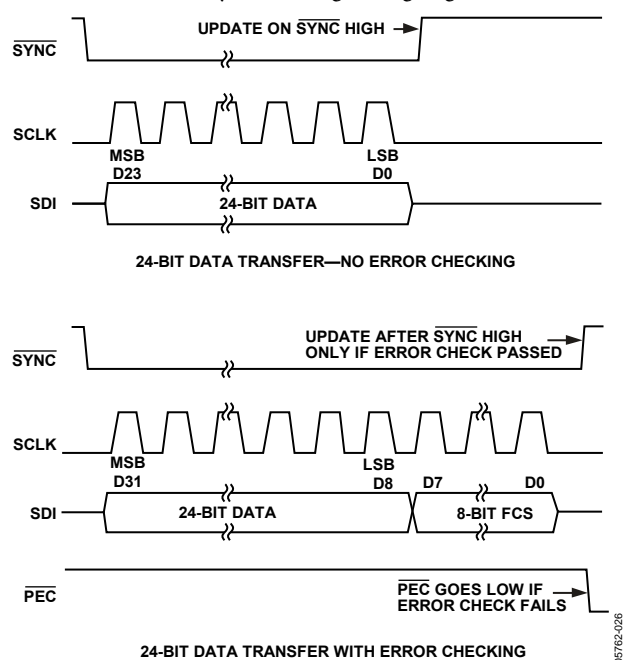 UPDATE ON SYNC HIGH
SYNC
SCLK
MSB LSB
D23 D0
SDI 24-BIT DATA
24-BIT DATA TRANSFER—NO ERROR CHECKING
UPDATE AFTER SYNC HIGH
ONLY IF ERROR CHECK PASSED
SYNC
SCLK
MSB LSB
D31 D8 D7 D0
SDI 24-BIT DATA 8-BIT FCS
PEC PEC GOES LOW IF
ERROR CHECK FAILS
24-BIT DATA TRANSFER WITH ERROR CHECKING
05762-026